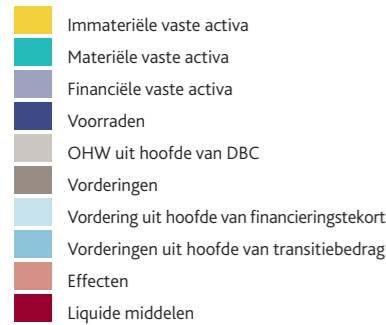 Immateriële vaste activa
Materiële vaste activa
Financiële vaste activa
Voorraden
OHW uit hoofde van DBC
Vorderingen
Vordering uit hoofde van financieringstekort
Vorderingen uit hoofde van transitiebedrag
Effecten
Liquide middelen